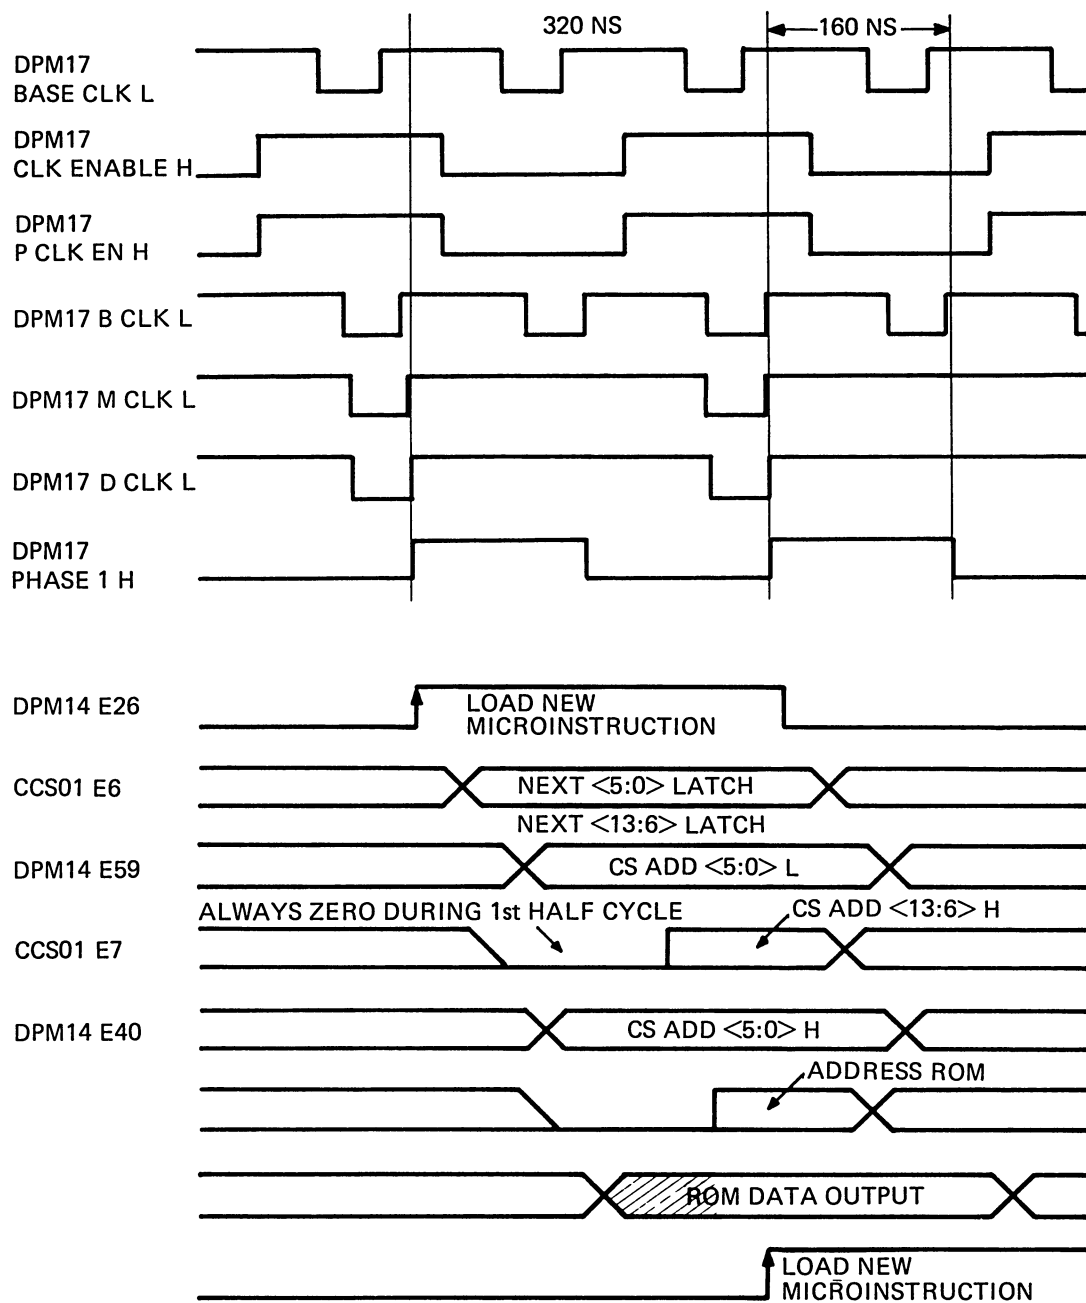 320 NS
160 NS
DPM17
BASE CLK L
DPM17
CLK ENABLE H
DPM17
P CLK EN H
DPM17 B CLK L
DPM17 M CLK L
DPM17 D CLK L
DPM17
PHASE 1 H
DPM14 E26
LOAD NEW
MICROINSTRUCTION
CCS01 E6
NEXT <5:0> LATCH
NEXT <13:6> LATCH
DPM14 E59
CS ADD <5:0> L
ALWAYS ZERO DURING 1st HALF CYCLE
CS ADD <13:6> H
CCS01 E7
DPM14 E40
CS ADD <5:0> H
ADDRESS ROM
ROM DATA OUTPUT
LOAD NEW
MICROINSTRUCTION